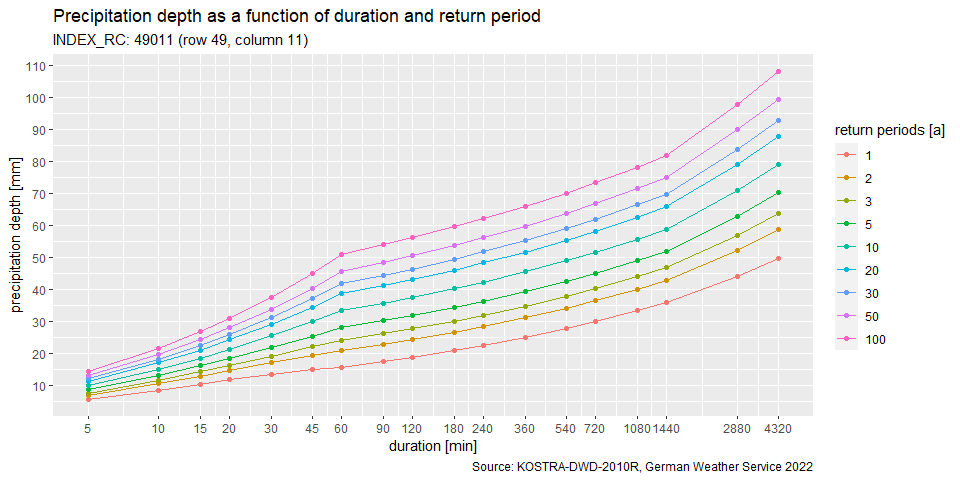 Precipitation depth as a function of duration and return period
INDEX_RC: 49011 (row 49, column 11)
precipitation depth [mm]
110
100
90
80
70
60
50
40
30
20
10
5 10 15 20 30 45 60 90 120 180 240 360 540 720 1080 1440 2880 4320
duration [min]
return periods [a]
1
2
3
5
10
20
30
50
100
Source: KOSTRA-DWD-2010R, German Weather Service 2022